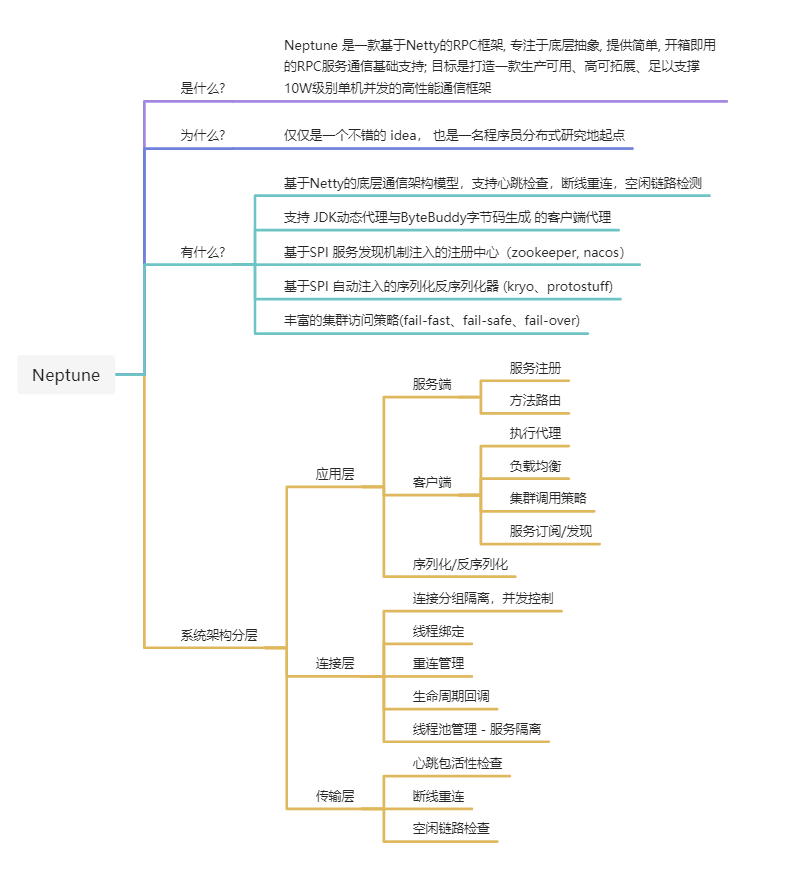 Neptune 是一款基于Netty的RPC框架, 专注于底层抽象, 提供简单, 开箱即用
的RPC服务通信基础支持; 目标是打造一款生产可用、高可拓展、足以支撑
10W级别单机并发的高性能通信框架
是什么?
为什么?
仅仅是一个不错的 idea， 也是一名程序员分布式研究地起点
基于Netty的底层通信架构模型，支持心跳检查，断线重连，空闲链路检测
支持 JDK动态代理与ByteBuddy字节码生成 的客户端代理
有什么?
基于SPI 服务发现机制注入的注册中心（zookeeper, nacos）
基于SPI 自动注入的序列化反序列化器 (kryo、protostuff)
丰富的集群访问策略(fail-fast、fail-safe、fail-over)
Neptune
服务端
服务注册
方法路由
应用层
客户端
执行代理
负载均衡
集群调用策略
服务订阅/发现
序列化/反序列化
系统架构分层
连接层
连接分组隔离，并发控制
线程绑定
重连管理
生命周期回调
线程池管理 - 服务隔离
传输层
心跳包活性检查
断线重连
空闲链路检查